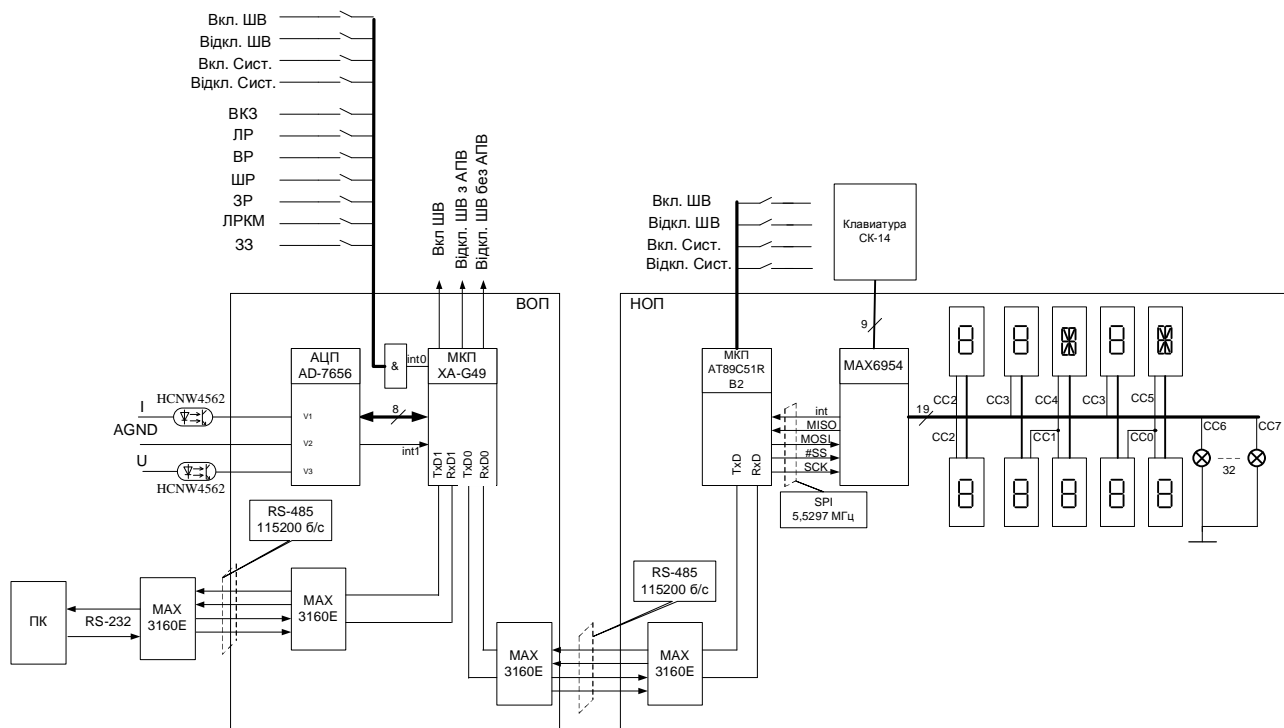 Вкл. ШВ
Відкл. ШВ
Вкл. Сист.
Відкл. Сист.
ВКЗ
ЛР
ВР
ШР
ЗР
ЛРКМ
ЗЗ
Вкл ШВ
Відкл. ШВ з АПВ
Відкл. ШВ без АПВ
Вкл. ШВ
Відкл. ШВ
Вкл. Сист.
Відкл. Сист.
Клавиатура
СК-14
9
ВОП
НОП
АЦП
AD-7656
&
int0
МКП
XA-G49
МКП
AT89C51R
B2
MAX6954
HCNW4562
I
AGND
U
HCNW4562
V1
V2
V3
8
int1
TxD1
RxD1
TxD0
RxD0
TxD
RxD
int
MISO
MOSI
#SS
SCK
SPI
5,5297 МГц
19
CC2
CC3
CC4
CC3
CC5
CC2
CC1
CC0
CC6
CC7
32
RS-485
115200 б/с
RS-485
115200 б/с
ПК
RS-232
MAX
3160E
MAX
3160E
MAX
3160E
MAX
3160E